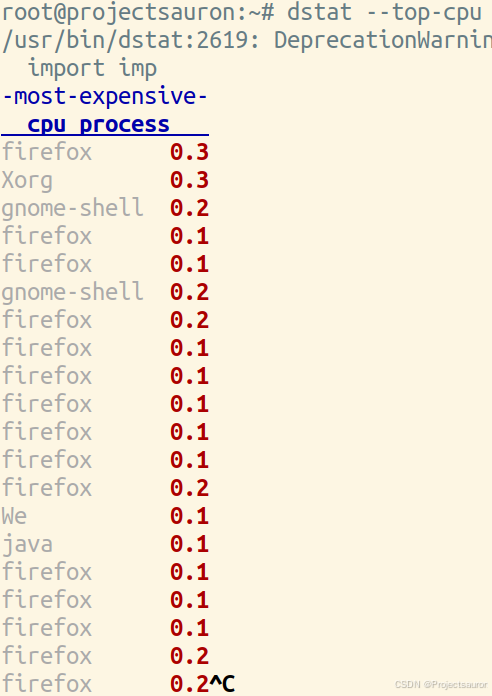 root@projectsauron:~# dstat --top-cpu
/usr/bin/dstat:2619: DeprecationWarnin
  import imp
-most-expensive-
  cpu process
firefox      0.3
Xorg         0.3
gnome-shell  0.2
firefox      0.1
firefox      0.1
gnome-shell  0.2
firefox      0.2
firefox      0.1
firefox      0.1
firefox      0.1
firefox      0.1
firefox      0.1
firefox      0.2
We           0.1
java         0.1
firefox      0.1
firefox      0.1
firefox      0.1
firefox      0.2
firefox      0.2^C
CSDN @Projectsauror